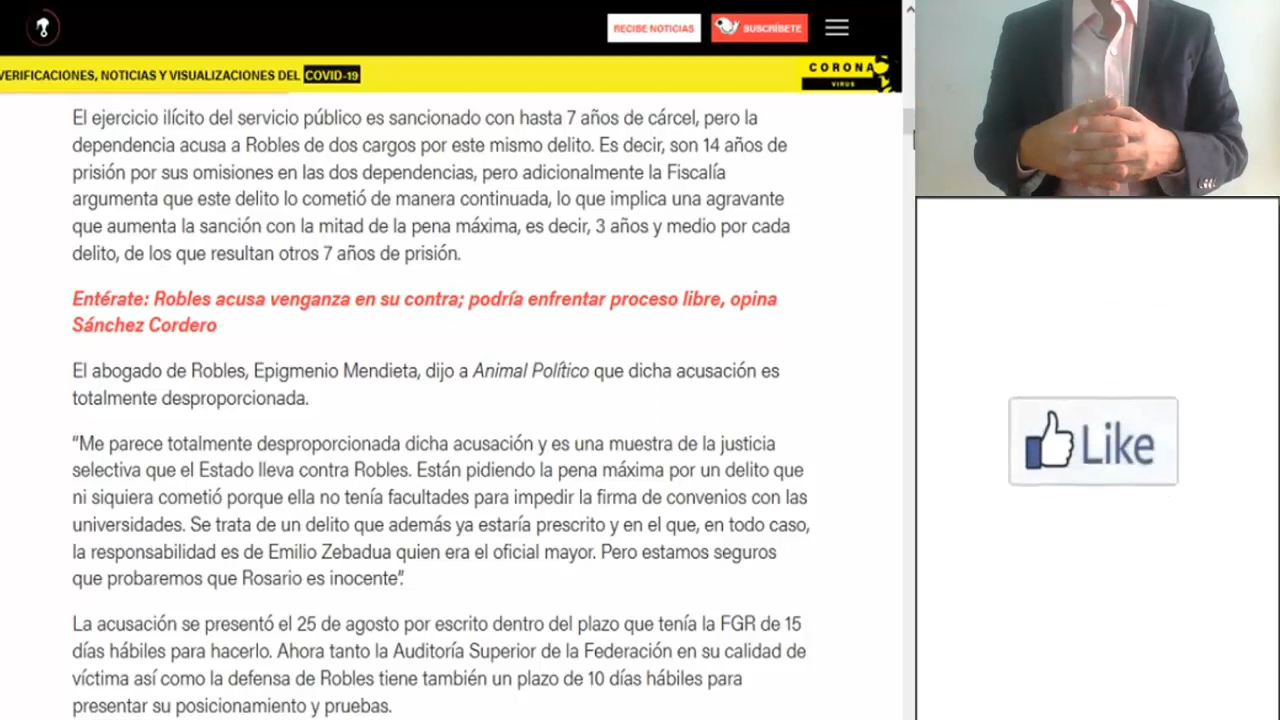 RECIBE NOTICIAS
SUSCRÍBETE
VERIFICACIONES, NOTICIAS Y VISUALIZACIONES DEL COVID-19
CORONA
VIRUS
El ejercicio ilícito del servicio público es sancionado con hasta 7 años de cárcel, pero la
dependencia acusa a Robles de dos cargos por este mismo delito. Es decir, son 14 años de
prisión por sus omisiones en las dos dependencias, pero adicionalmente la Fiscalía
argumenta que este delito lo cometió de manera continuada, lo que implica una agravante
que aumenta la sanción con la mitad de la pena máxima, es decir, 3 años y medio por cada
delito, de los que resultan otros 7 años de prisión.
Entérate: Robles acusa venganza en su contra; podría enfrentar proceso libre, opina
Sánchez Cordero
El abogado de Robles, Epigmenio Mendieta, dijo a Animal Político que dicha acusación es
totalmente desproporcionada.
“Me parece totalmente desproporcionada dicha acusación y es una muestra de la justicia
selectiva que el Estado lleva contra Robles. Están pidiendo la pena máxima por un delito que
ni siquiera cometió porque ella no tenía facultades para impedir la firma de convenios con las
universidades. Se trata de un delito que además ya estaría prescrito y en el que, en todo caso,
la responsabilidad es de Emilio Zebadua quien era el oficial mayor. Pero estamos seguros
que probaremos que Rosario es inocente”.
La acusación se presentó el 25 de agosto por escrito dentro del plazo que tenía la FGR de 15
días hábiles para hacerlo. Ahora tanto la Auditoría Superior de la Federación en su calidad de
víctima así como la defensa de Robles tiene también un plazo de 10 días hábiles para
presentar su posicionamiento y pruebas.
Like